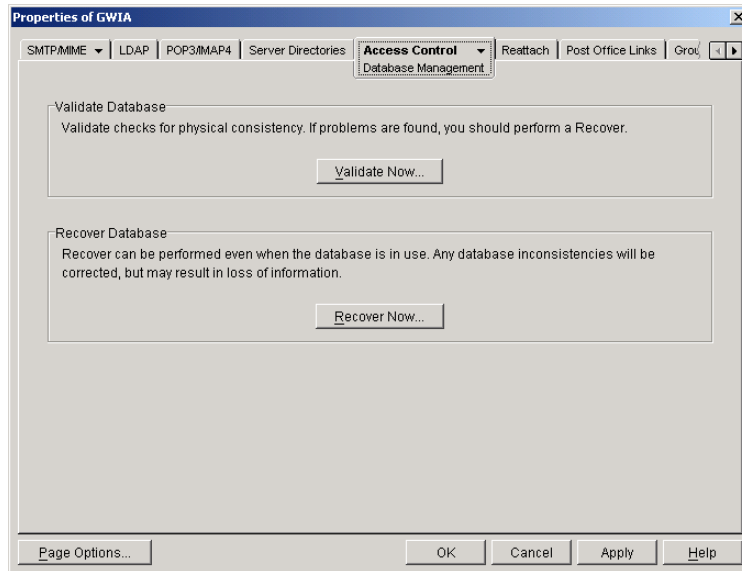 Properties of GWIA
SMTP/MIME LDAP POP3/IMAP4 Server Directories Access Control Reattach Post Office Links Grou
Database Management
Validate Database
Validate checks for physical consistency. If problems are found, you should perform a Recover.
Validate Now...
Recover Database
Recover can be performed even when the database is in use. Any database inconsistencies will be
corrected, but may result in loss of information.
Recover Now...
Page Options... OK Cancel Apply Help